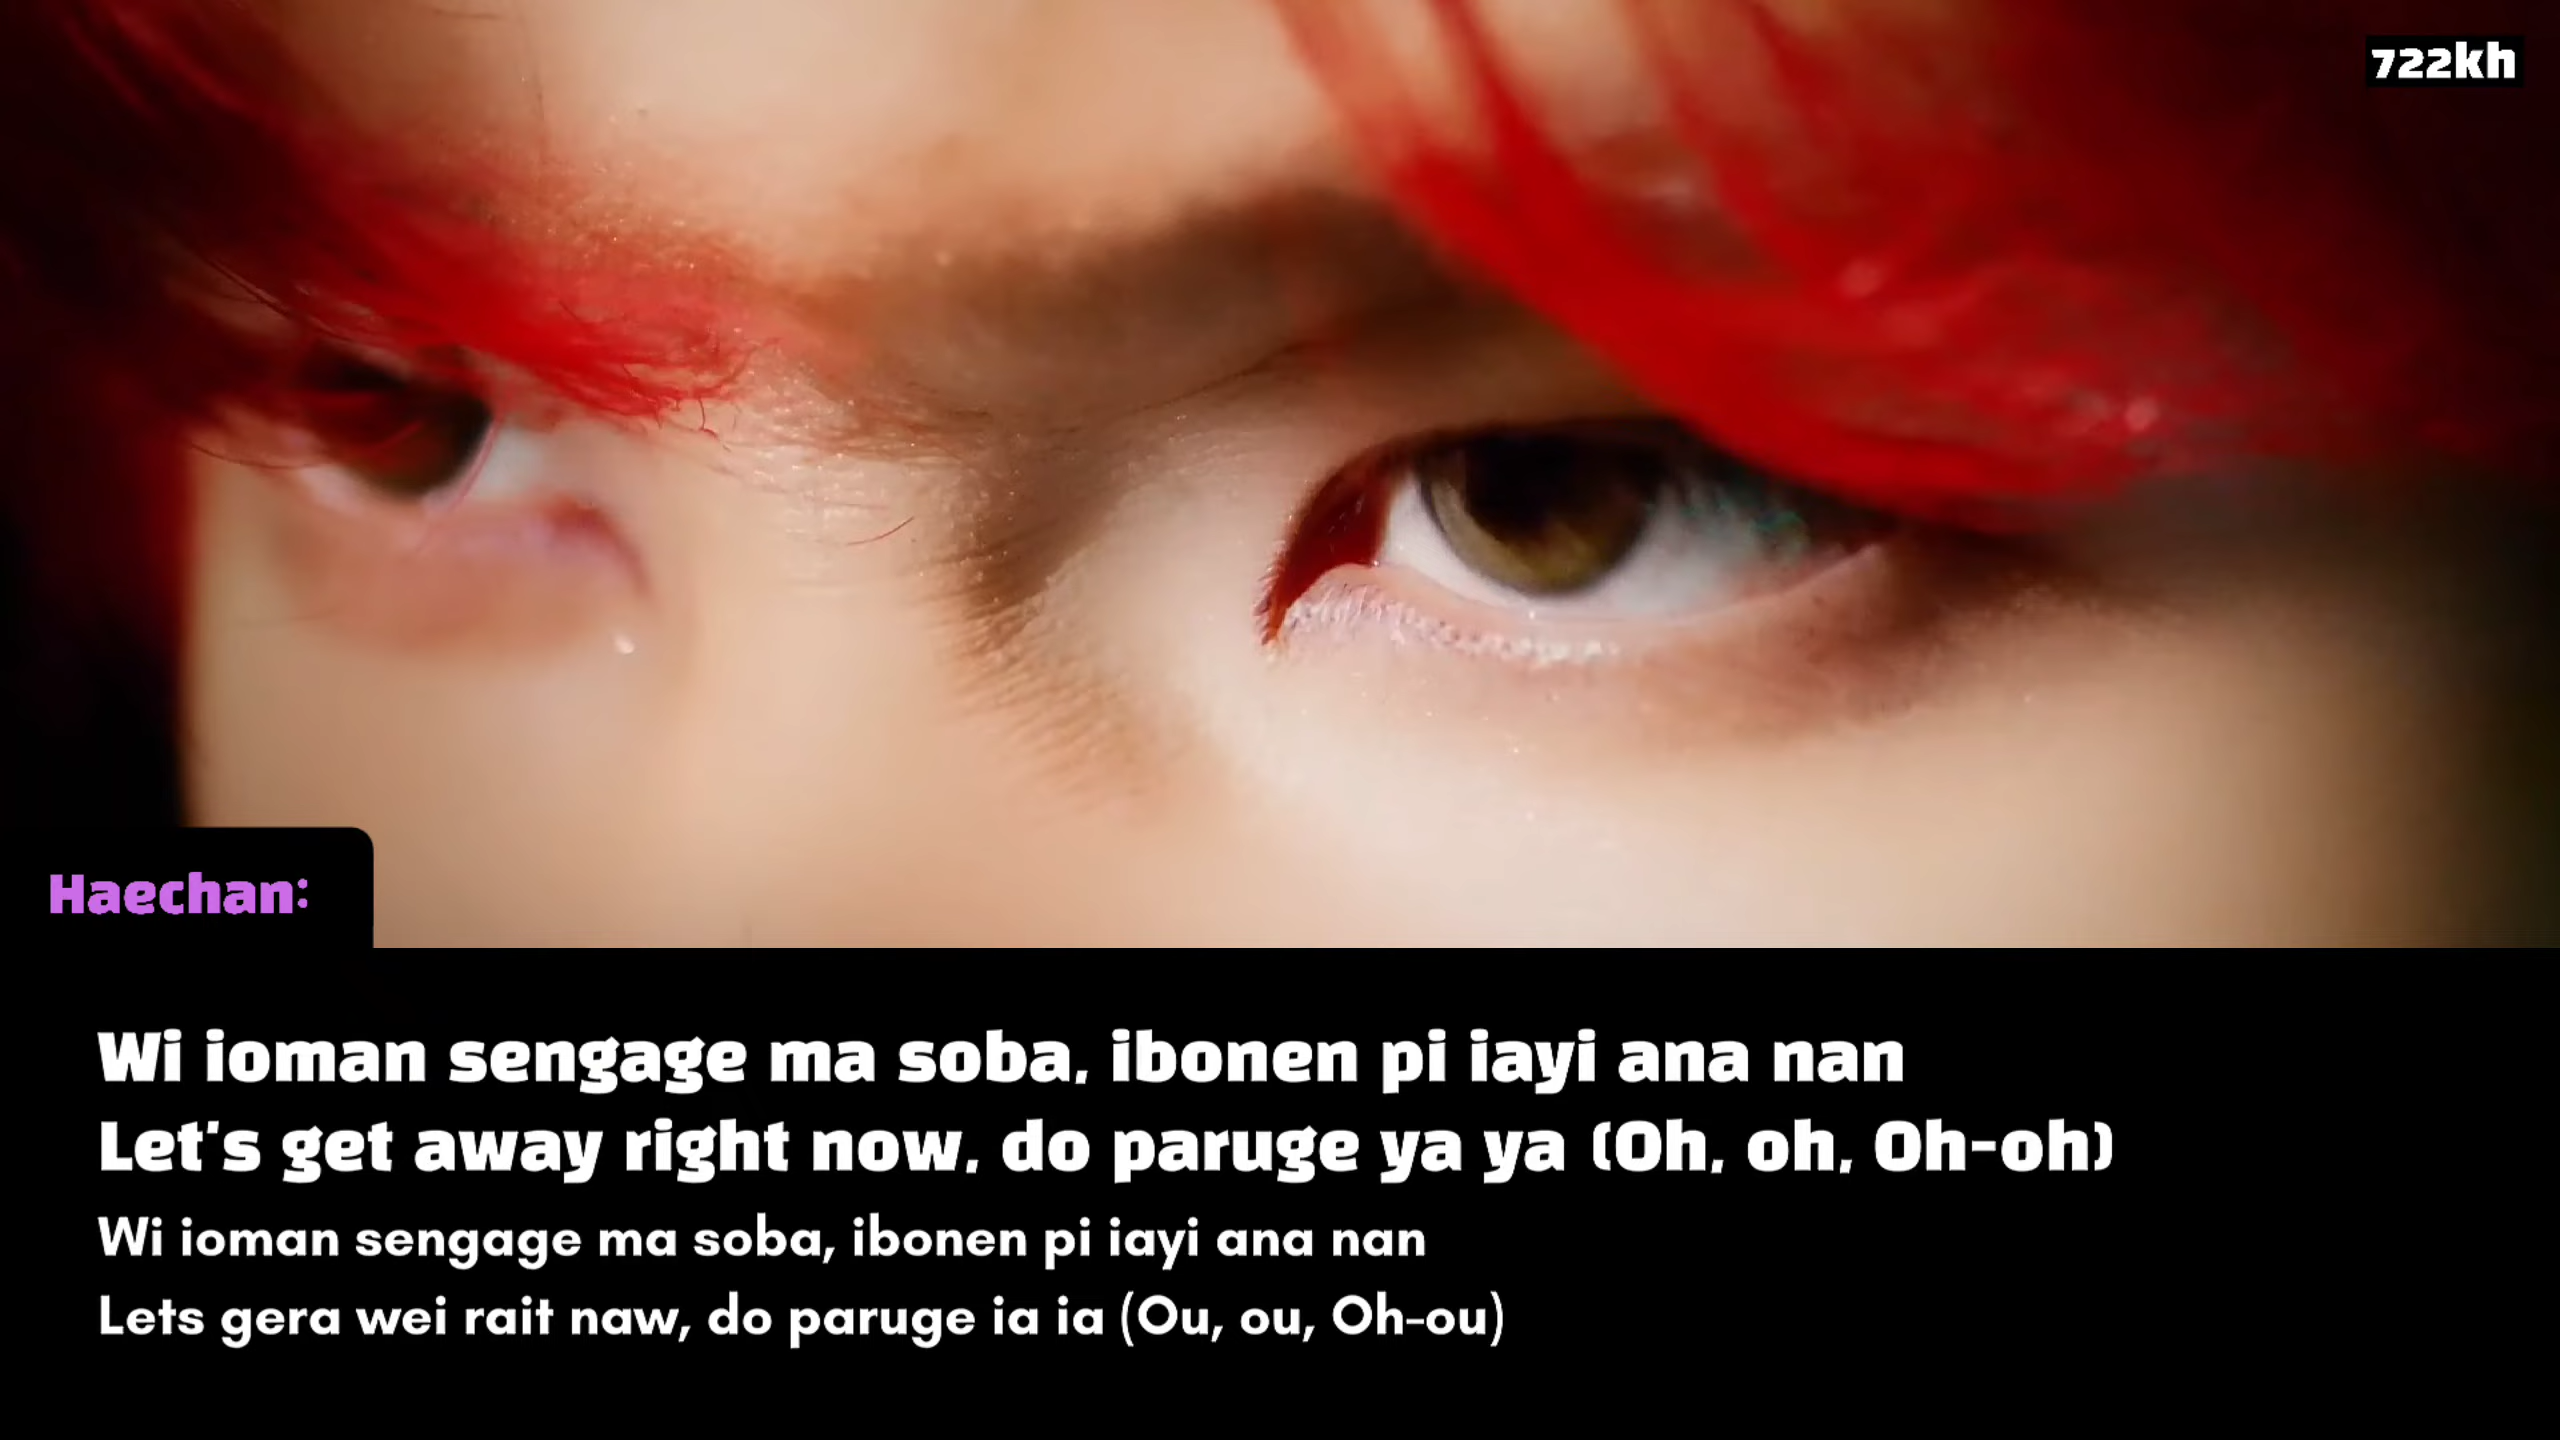 722kh
Haechan:
Wi ioman sengage ma soba, ibonen pi iayi ana nan
Let's get away right now, do paruge ya ya (Oh, oh, Oh-oh)
Wi ioman sengage ma soba, ibonen pi iayi ana nan
Lets gera wei rait naw, do paruge ia ia (Ou, ou, Oh-ou)